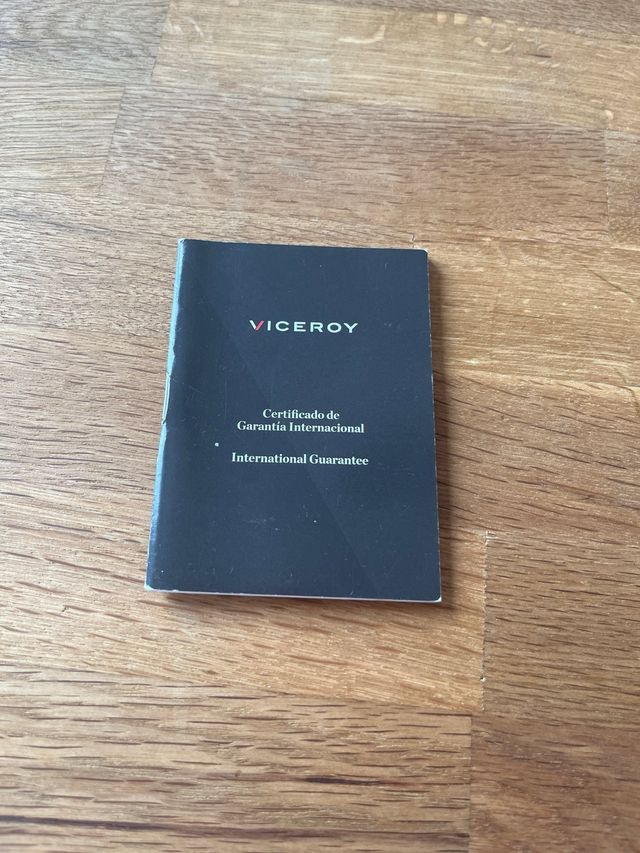 VICEROY
Certificado de
Garantía Internacional
International Guarantee